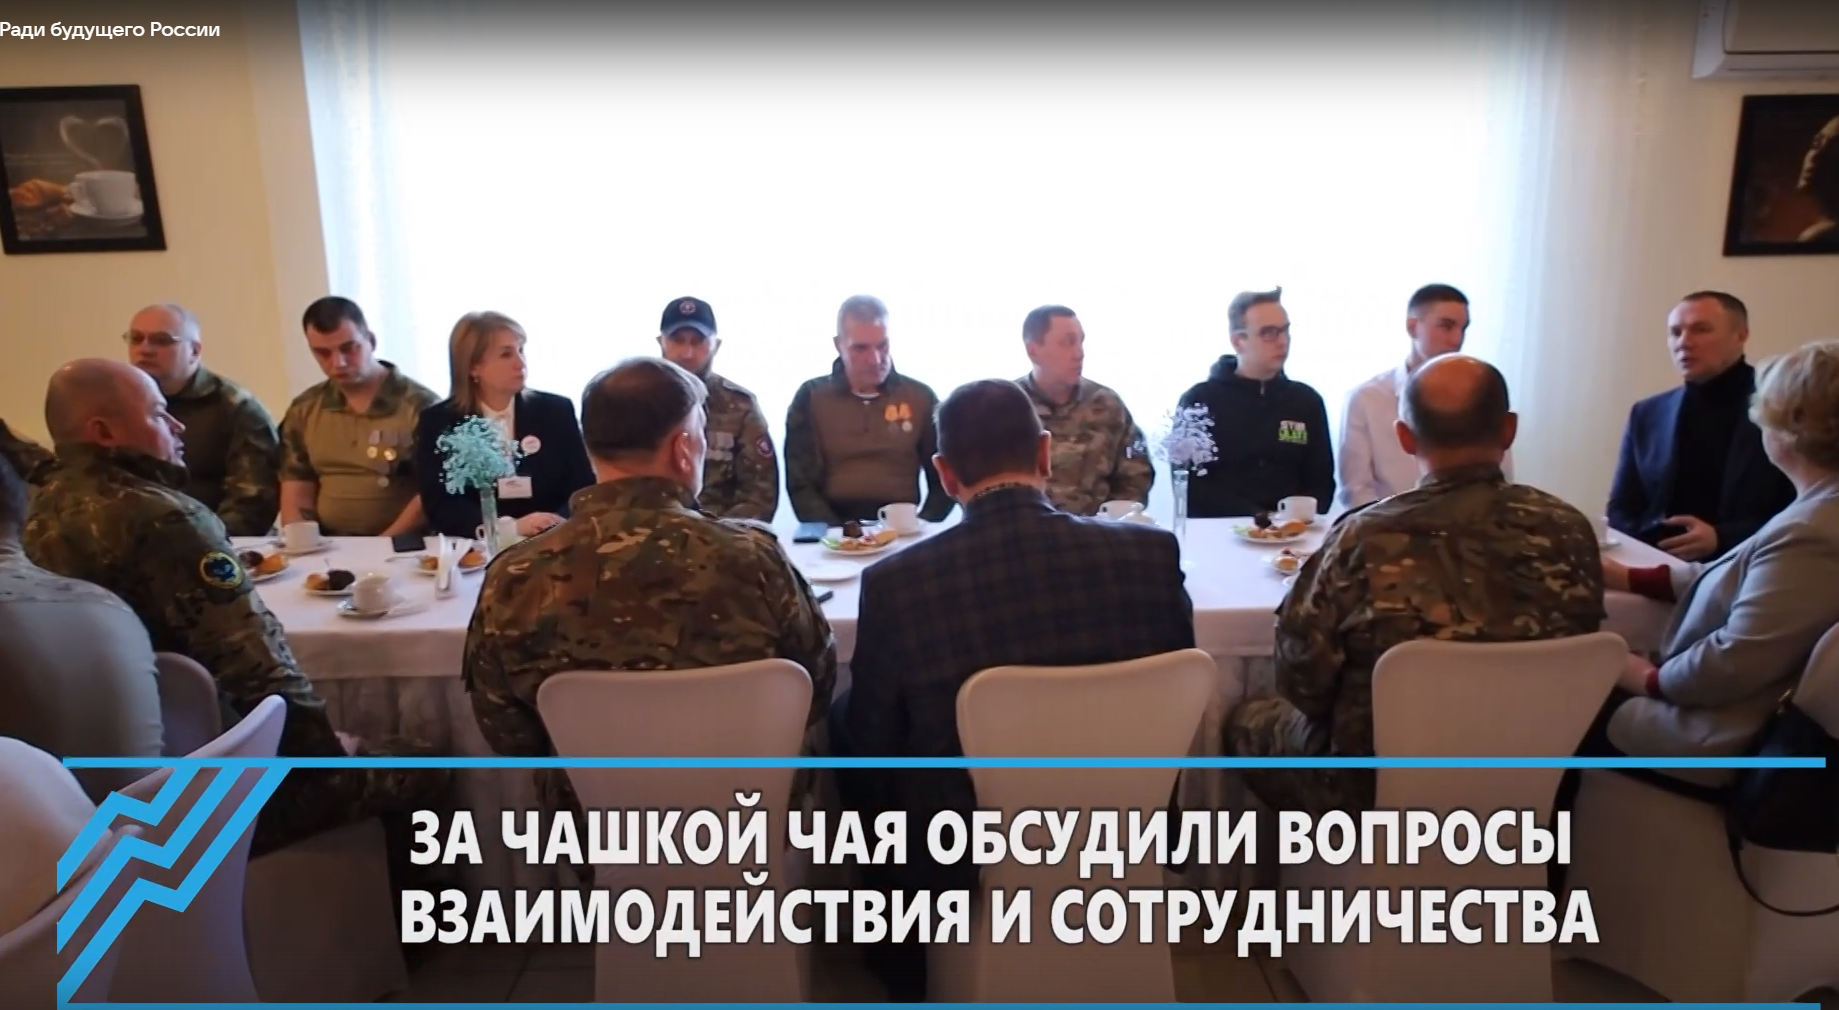 Ради будущего России
ЗА ЧАШКОЙ ЧАЯ ОБСУДИЛИ ВОПРОСЫ
ВЗАИМОДЕЙСТВИЯ И СОТРУДНИЧЕСТВА